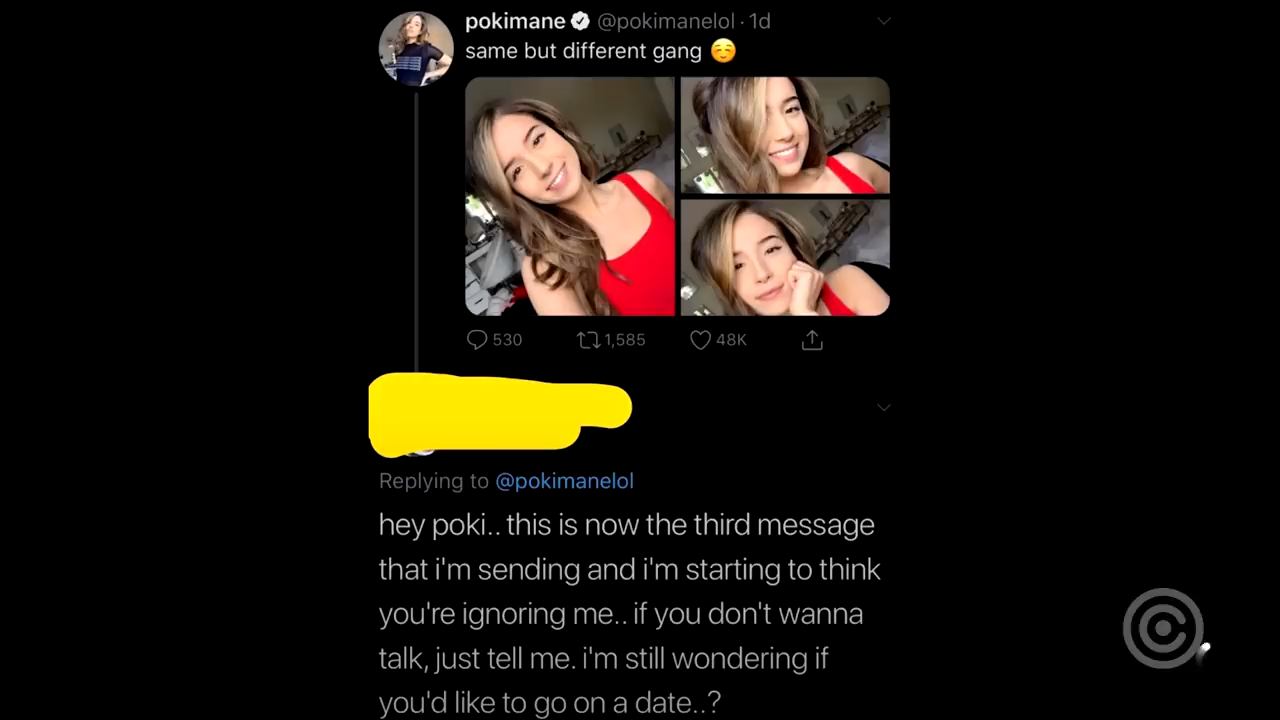 pokimane @pokimanelol · 1d
same but different gang
530 1,585 48K
Replying to @pokimanelol
hey poki.. this is now the third message
that i'm sending and i'm starting to think
you're ignoring me.. if you don't wanna
talk, just tell me. i'm still wondering if
you'd like to go on a date..?